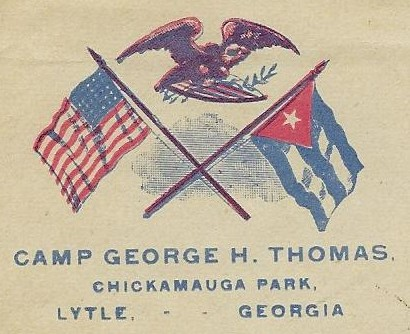 CAMP GEORGE H. THOMAS,
CHICKAMAUGA PARK,
LYTLE, - - GEORGIA